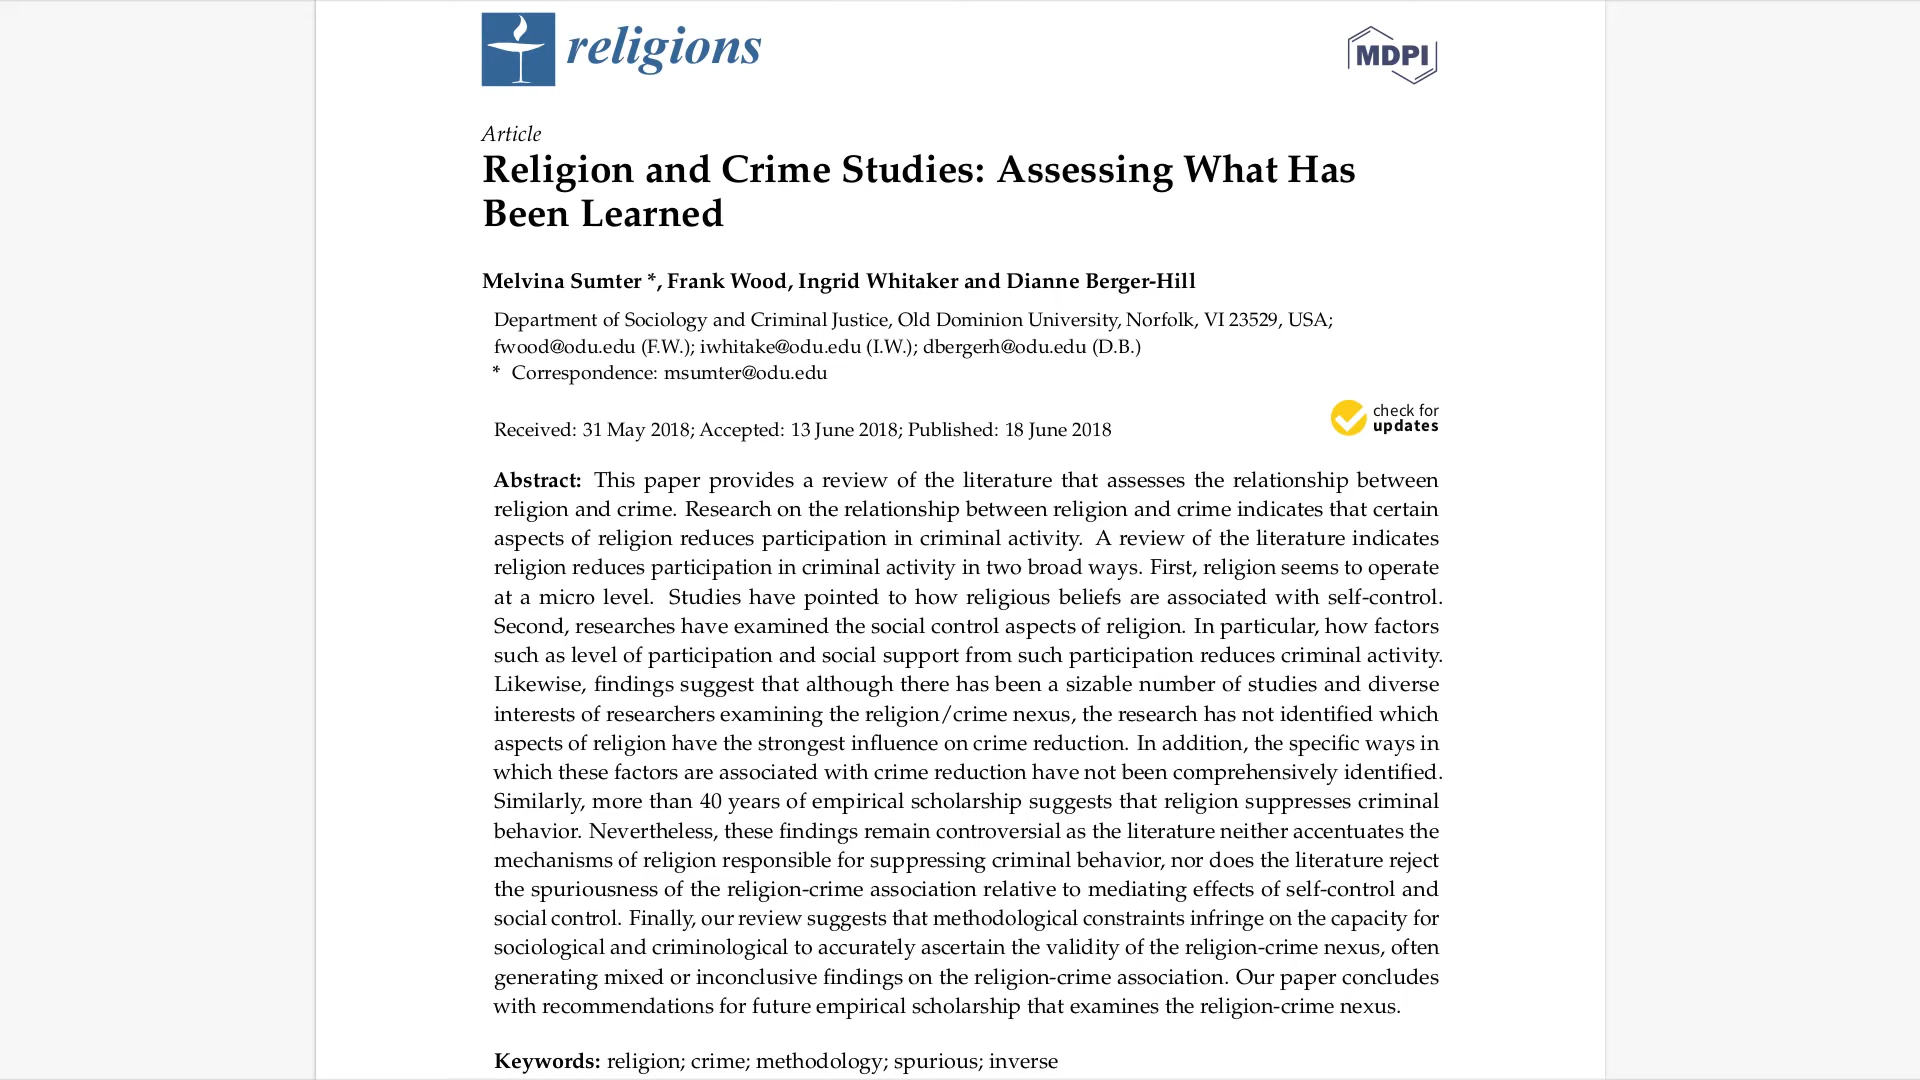 religions
MDPI
Article
Religion and Crime Studies: Assessing What Has
Been Learned
Melvina Sumter *, Frank Wood, Ingrid Whitaker and Dianne Berger-Hill
Department of Sociology and Criminal Justice, Old Dominion University, Norfolk, VI 23529, USA;
fwood@odu.edu (F.W.); iwhitake@odu.edu (I.W.); dbergerh@odu.edu (D.B.)
* Correspondence: msumter@odu.edu
check for
updates
Received: 31 May 2018; Accepted: 13 June 2018; Published: 18 June 2018
Abstract: This paper provides a review of the literature that assesses the relationship between
religion and crime. Research on the relationship between religion and crime indicates that certain
aspects of religion reduces participation in criminal activity. A review of the literature indicates
religion reduces participation in criminal activity in two broad ways. First, religion seems to operate
at a micro level. Studies have pointed to how religious beliefs are associated with self-control.
Second, researches have examined the social control aspects of religion. In particular, how factors
such as level of participation and social support from such participation reduces criminal activity.
Likewise, findings suggest that although there has been a sizable number of studies and diverse
interests of researchers examining the religion/crime nexus, the research has not identified which
aspects of religion have the strongest influence on crime reduction. In addition, the specific ways in
which these factors are associated with crime reduction have not been comprehensively identified.
Similarly, more than 40 years of empirical scholarship suggests that religion suppresses criminal
behavior. Nevertheless, these findings remain controversial as the literature neither accentuates the
mechanisms of religion responsible for suppressing criminal behavior, nor does the literature reject
the spuriousness of the religion-crime association relative to mediating effects of self-control and
social control. Finally, our review suggests that methodological constraints infringe on the capacity for
sociological and criminological to accurately ascertain the validity of the religion-crime nexus, often
generating mixed or inconclusive findings on the religion-crime association. Our paper concludes
with recommendations for future empirical scholarship that examines the religion-crime nexus.
Keywords: religion; crime; methodology; spurious; inverse